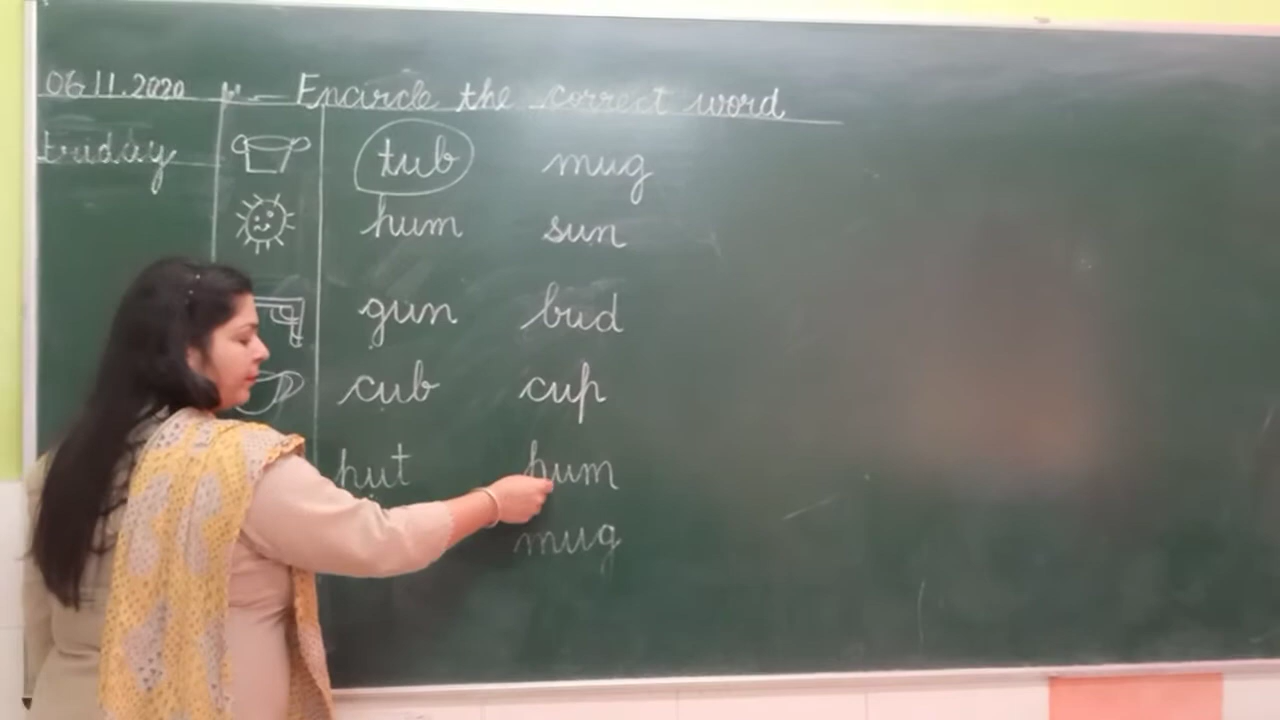 06.11.2020 Encircle the correct word
friday
tub mug
hum sun
gun bud
cub cup
hut hum
mug